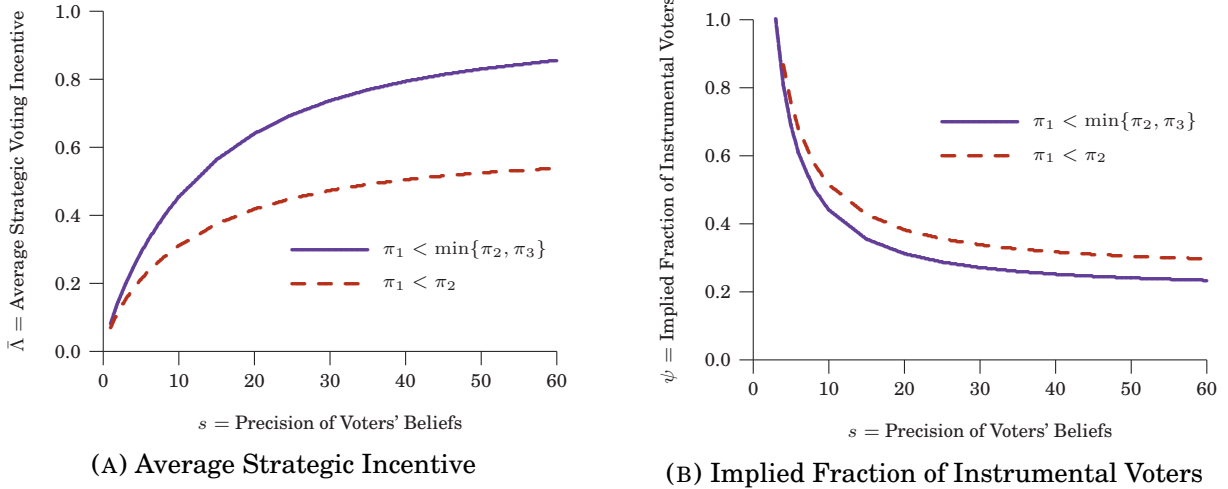 Λ̄ = Average Strategic Voting Incentive
1.0
0.8
0.6
0.4
0.2
0.0
π₁ < min{π₂, π₃}
π₁ < π₂
0 10 20 30 40 50 60
s = Precision of Voters' Beliefs
(A) Average Strategic Incentive
ψ = Implied Fraction of Instrumental Voters
1.0
0.8
0.6
0.4
0.2
0.0
π₁ < min{π₂, π₃}
π₁ < π₂
0 10 20 30 40 50 60
s = Precision of Voters' Beliefs
(B) Implied Fraction of Instrumental Voters